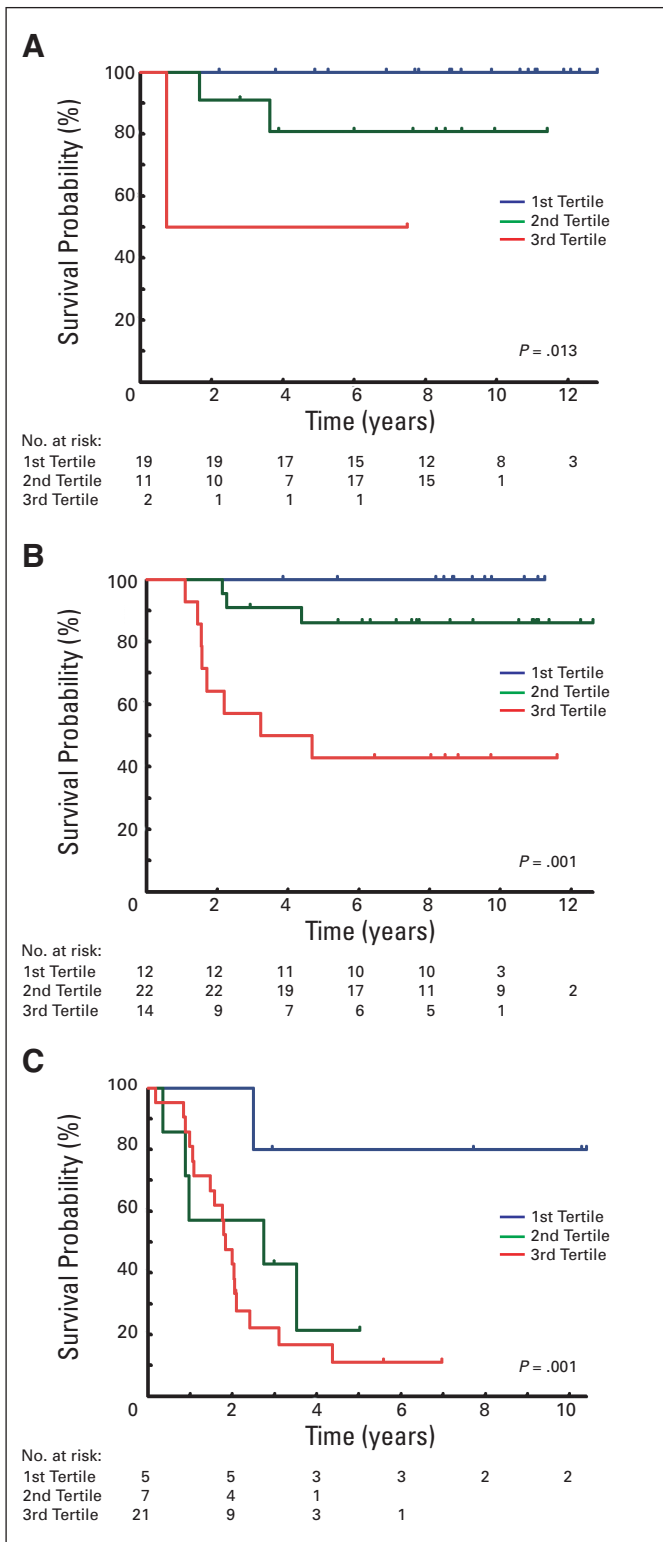 A
Survival Probability (%)
100
80
60
40
20
0
2
4
6
8
10
12
1st Tertile
2nd Tertile
3rd Tertile
P = .013
Time (years)
No. at risk:
1st Tertile 19 19 17 15 12 8 3
2nd Tertile 11 10 7 17 15 1
3rd Tertile 2 1 1 1
B
Survival Probability (%)
100
80
60
40
20
0
2
4
6
8
10
12
1st Tertile
2nd Tertile
3rd Tertile
P = .001
Time (years)
No. at risk:
1st Tertile 12 12 11 10 10 3
2nd Tertile 22 22 19 17 11 9 2
3rd Tertile 14 9 7 6 5 1
C
Survival Probability (%)
100
80
60
40
20
0
2
4
6
8
10
1st Tertile
2nd Tertile
3rd Tertile
P = .001
Time (years)
No. at risk:
1st Tertile 5 5 3 3 2 2
2nd Tertile 7 4 1
3rd Tertile 21 9 3 1